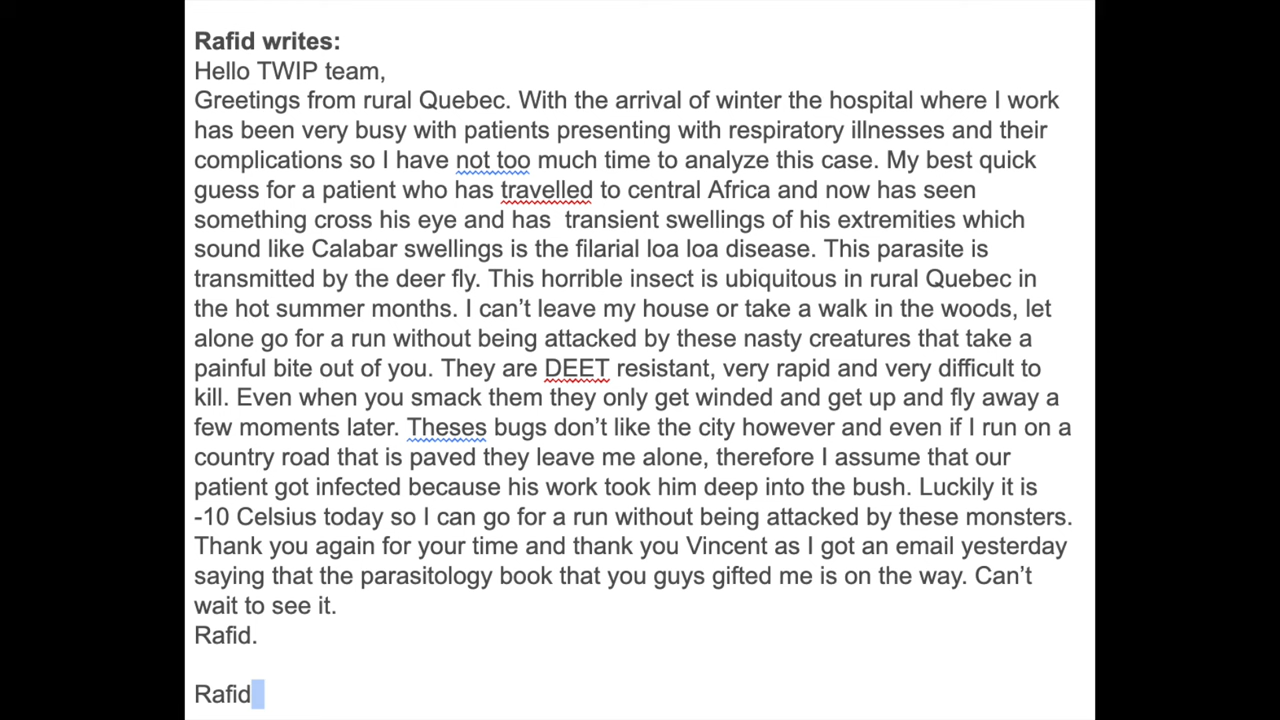 Rafid writes:
Hello TWIP team,
Greetings from rural Quebec. With the arrival of winter the hospital where I work
has been very busy with patients presenting with respiratory illnesses and their
complications so I have not too much time to analyze this case. My best quick
guess for a patient who has travelled to central Africa and now has seen
something cross his eye and has  transient swellings of his extremities which
sound like Calabar swellings is the filarial loa loa disease. This parasite is
transmitted by the deer fly. This horrible insect is ubiquitous in rural Quebec in
the hot summer months. I can’t leave my house or take a walk in the woods, let
alone go for a run without being attacked by these nasty creatures that take a
painful bite out of you. They are DEET resistant, very rapid and very difficult to
kill. Even when you smack them they only get winded and get up and fly away a
few moments later. Theses bugs don’t like the city however and even if I run on a
country road that is paved they leave me alone, therefore I assume that our
patient got infected because his work took him deep into the bush. Luckily it is
-10 Celsius today so I can go for a run without being attacked by these monsters.
Thank you again for your time and thank you Vincent as I got an email yesterday
saying that the parasitology book that you guys gifted me is on the way. Can’t
wait to see it.
Rafid.
Rafid